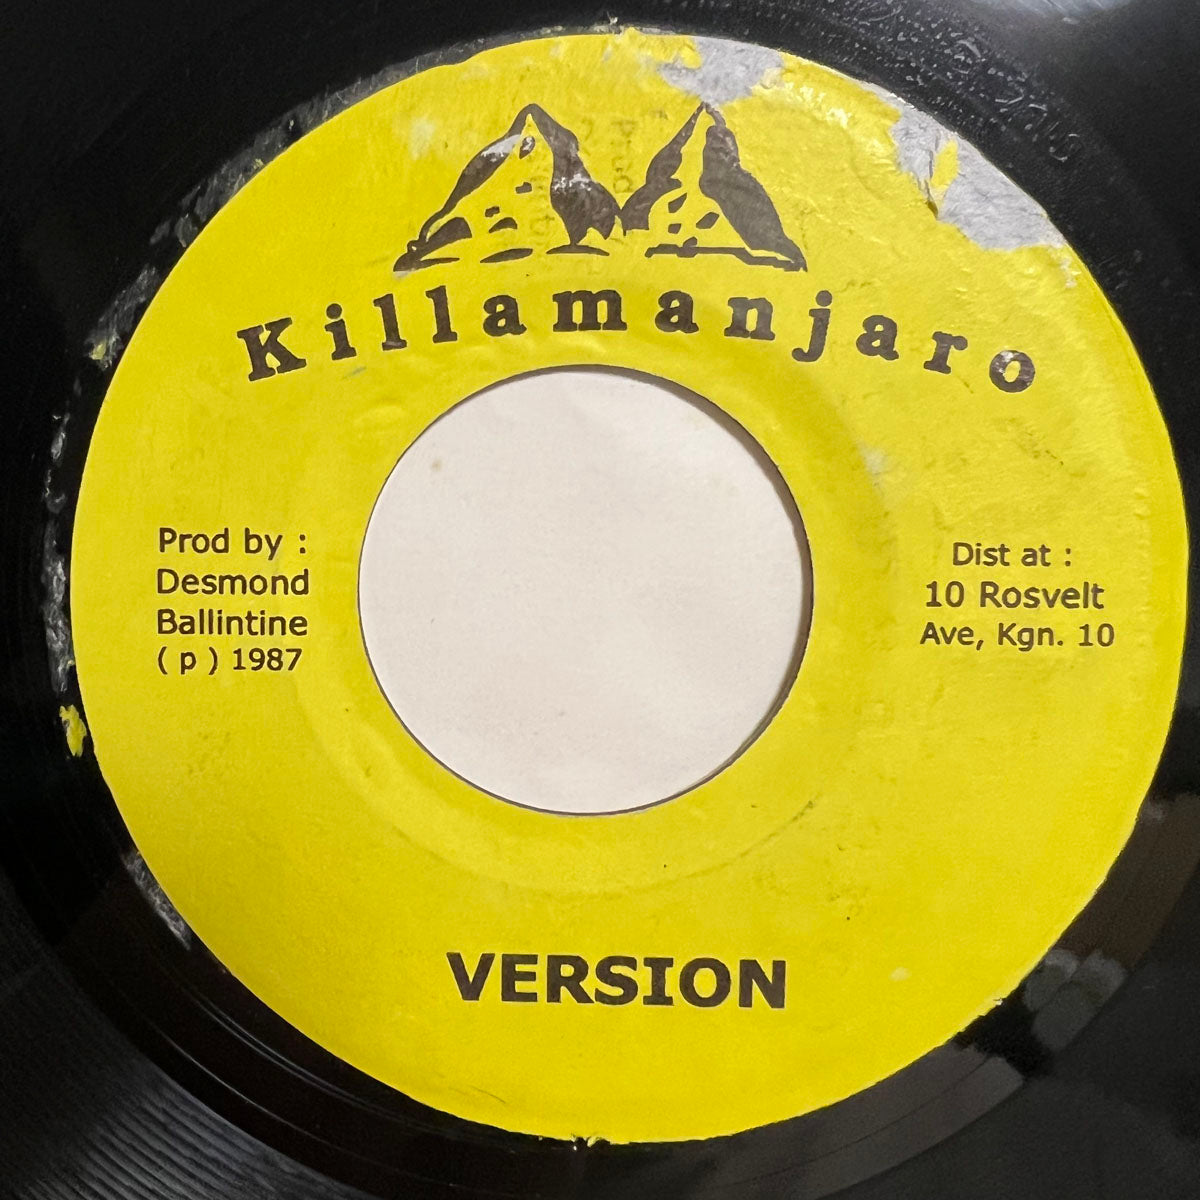 Killamanjaro
Prod by :
Desmond
Ballintine
( p ) 1987
Dist at :
10 Rosvelt
Ave, Kgn. 10
VERSION